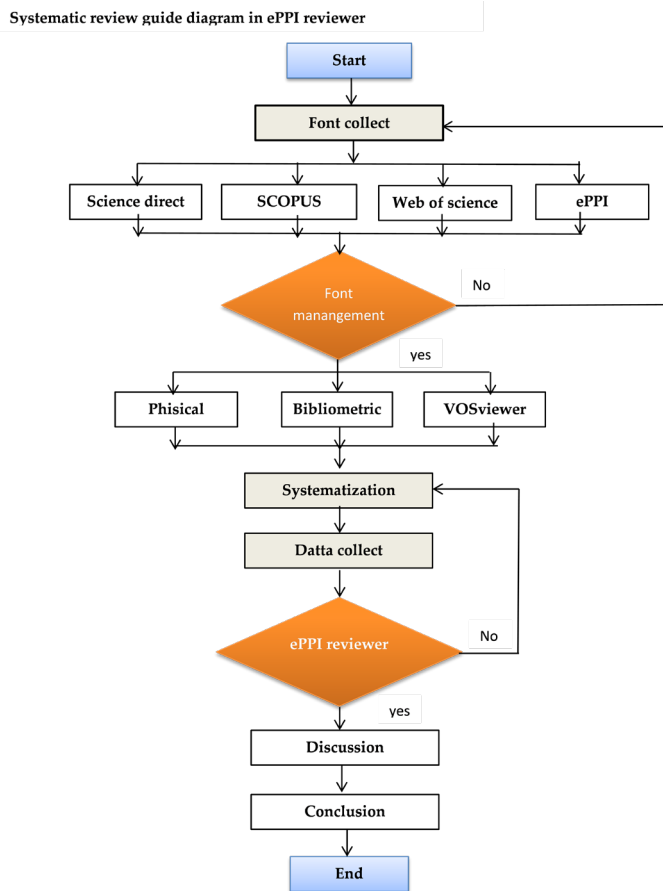 Systematic review guide diagram in ePPI reviewer
Start
Font collect
Science direct
SCOPUS
Web of science
ePPI
Font
manangement
No
yes
Phisical
Bibliometric
VOSviewer
Systematization
Datta collect
ePPI reviewer
No
yes
Discussion
Conclusion
End